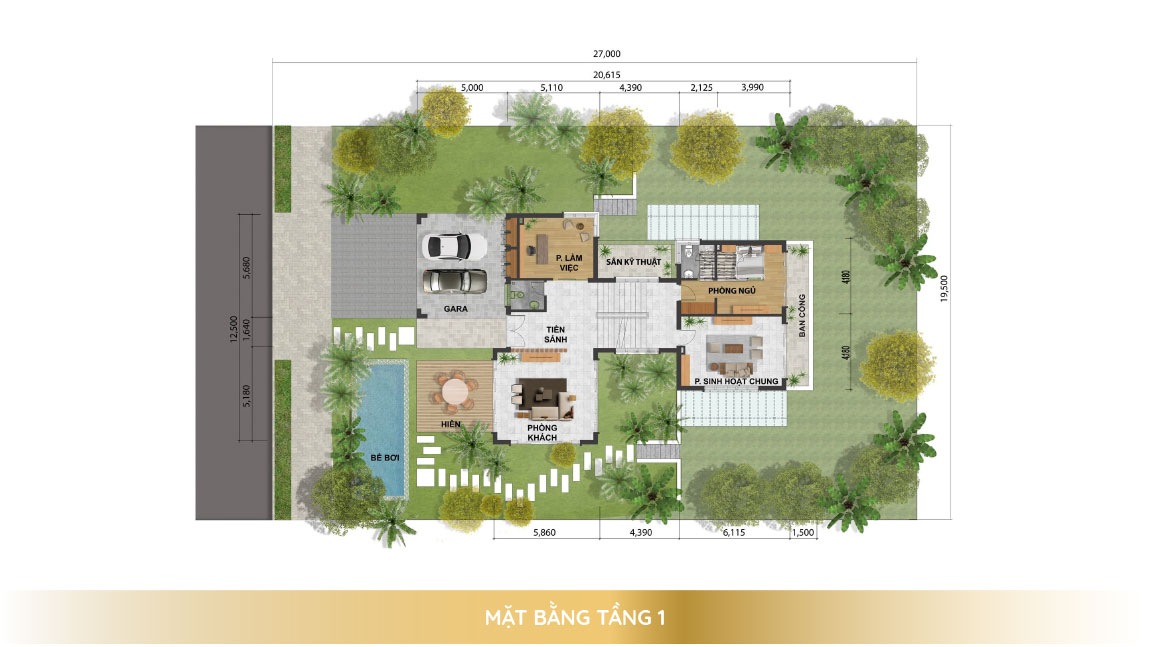 27,000
20,615
5,000
5,110
4,390
2,125
3,990
P. LÀM
VIỆC
SÂN KỸ THUẬT
PHÒNG NGỦ
BAN CÔNG
GARA
TIỀN
SẢNH
P. SINH HOẠT CHUNG
HIÊN
PHÒNG
KHÁCH
BỂ BƠI
12,500
5,680
1,640
5,180
4180
4180
19,500
5,860
4,390
6,115
1,500
MẶT BẰNG TẦNG 1